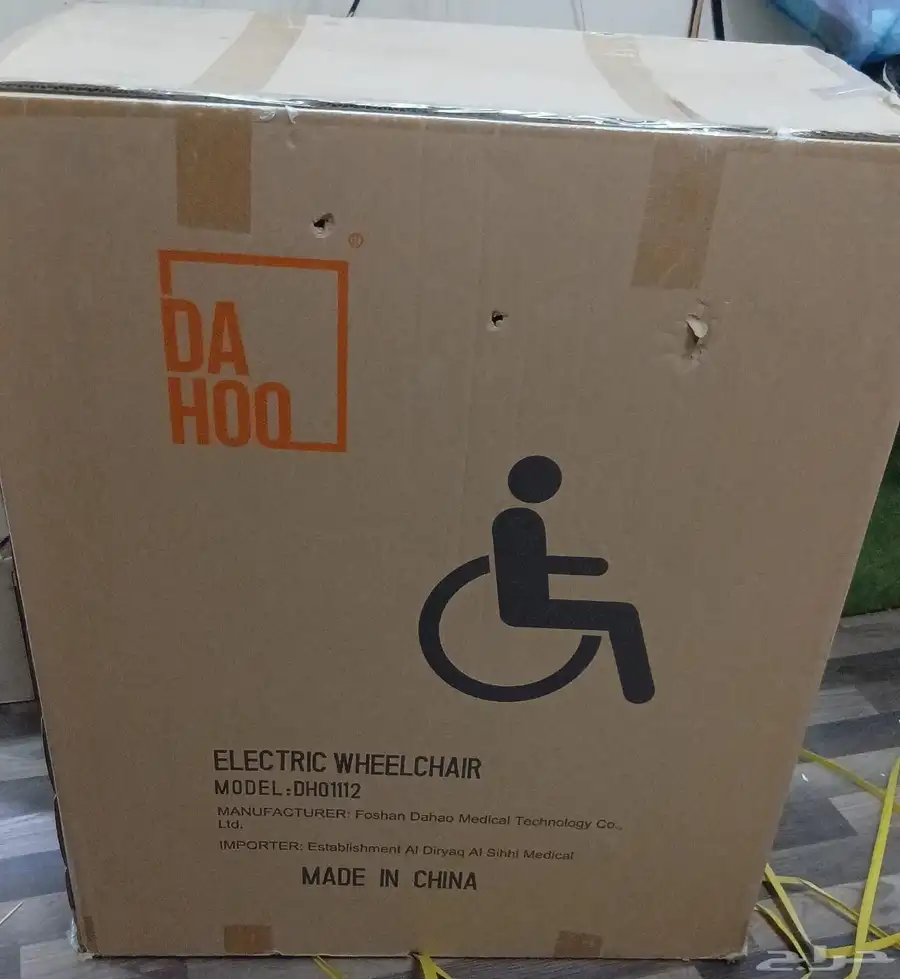 ®
DA
HOO
ELECTRIC WHEELCHAIR
MODEL:DH01112
MANUFACTURER: Foshan Dahao Medical Technology Co.,
Ltd.
IMPORTER: Establishment Al Diryaq Al Sihhi Medical
MADE IN CHINA
حراج